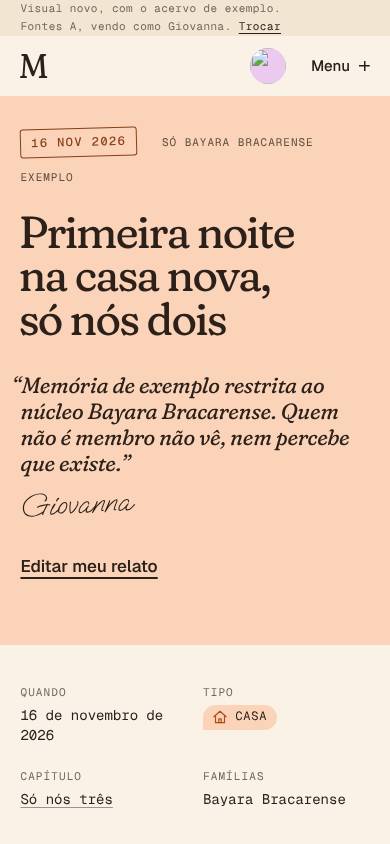 Visual novo, com o acervo de exemplo.
Fontes A, vendo como Giovanna. Trocar
M
Menu +
16 NOV 2026
SÓ BAYARA BRACARENSE
EXEMPLO
Primeira noite
na casa nova,
só nós dois
“Memória de exemplo restrita ao
núcleo Bayara Bracarense. Quem
não é membro não vê, nem percebe
que existe.”
Giovanna
Editar meu relato
QUANDO
16 de novembro de
2026
TIPO
CASA
CAPÍTULO
Só nós três
FAMÍLIAS
Bayara Bracarense